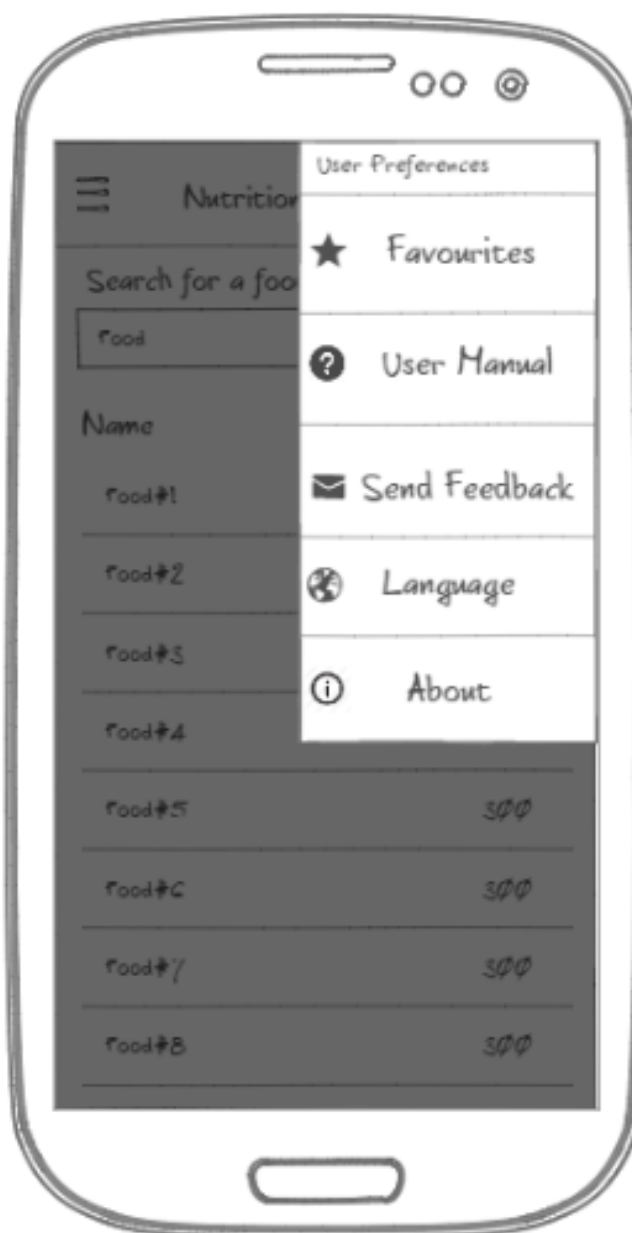 User Preferences
Nutrition
Favourites
Search for a foo
Food
User Manual
Name
Food#1
Send Feedback
Food#2
Language
Food#3
About
Food#4
Food#5 300
Food#6 300
Food#7 300
Food#8 300